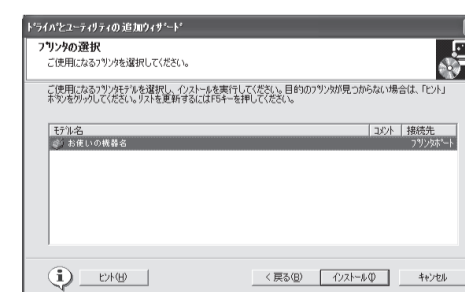 ドライバとユーティリティの追加ウィザード
プリンタの選択
ご使用になるプリンタを選択してください。
ご使用になるプリンタモデルを選択し、インストールを実行してください。目的のプリンタが見つからない場合は、「ヒント」
ボタンをクリックしてください。リストを更新するにはF5キーを押してください。
モデル名 コメント 接続先
お使いの機器名 プリンタポート
ヒント(H) < 戻る(B) インストール(I) キャンセル